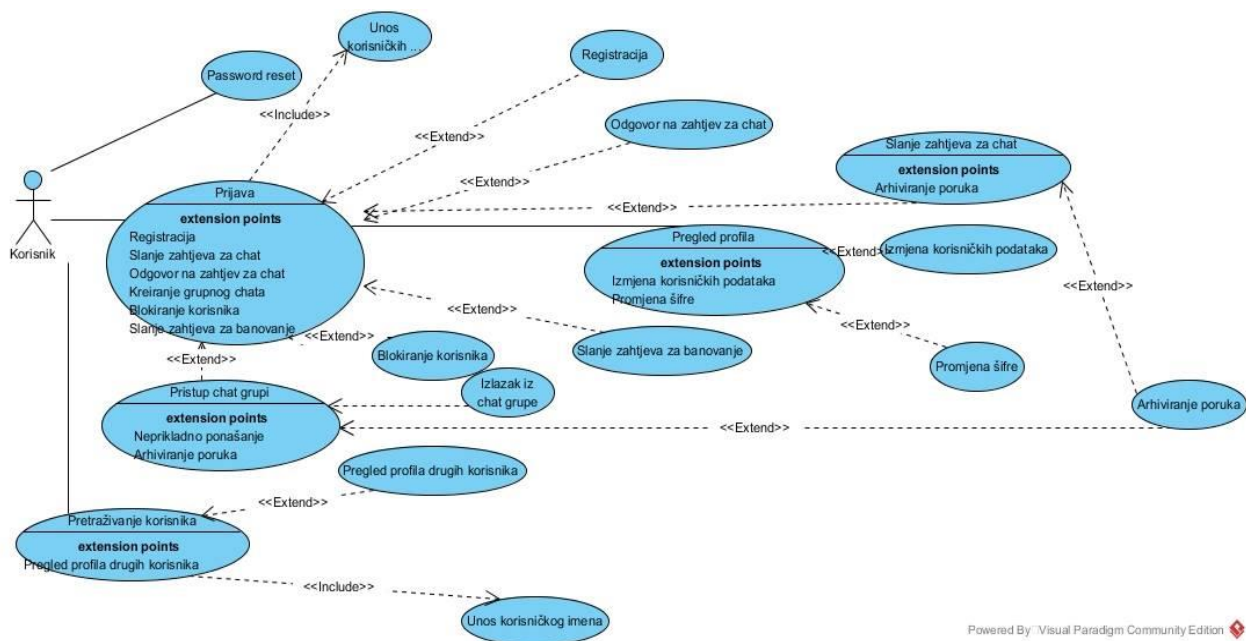 Unos
korisničkih ...
Password reset
Registracija
<<Include>>
<<Extend>>
Odgovor na zahtjev za chat
<<Extend>>
Slanje zahtjeva za chat
extension points
Arhiviranje poruka
<<Extend>>
Korisnik
Prijava
extension points
Registracija
Slanje zahtjeva za chat
Odgovor na zahtjev za chat
Kreiranje grupnog chata
Blokiranje korisnika
Slanje zahtjeva za banovanje
Pregled profila
extension points
Izmjena korisničkih podataka
Promjena šifre
<<Extend>>
Izmjena korisničkih podataka
<<Extend>>
<<Extend>>
<<Extend>>
<<Extend>>
Slanje zahtjeva za banovanje
Blokiranje korisnika
<<Extend>>
Promjena šifre
<<Extend>>
Izlazak iz
chat grupe
Pristup chat grupi
extension points
Neprikladno ponašanje
Arhiviranje poruka
Arhiviranje poruka
<<Extend>>
Pregled profila drugih korisnika
<<Extend>>
Pretraživanje korisnika
extension points
Pregled profila drugih korisnika
<<Include>>
Unos korisničkog imena
Powered By Visual Paradigm Community Edition